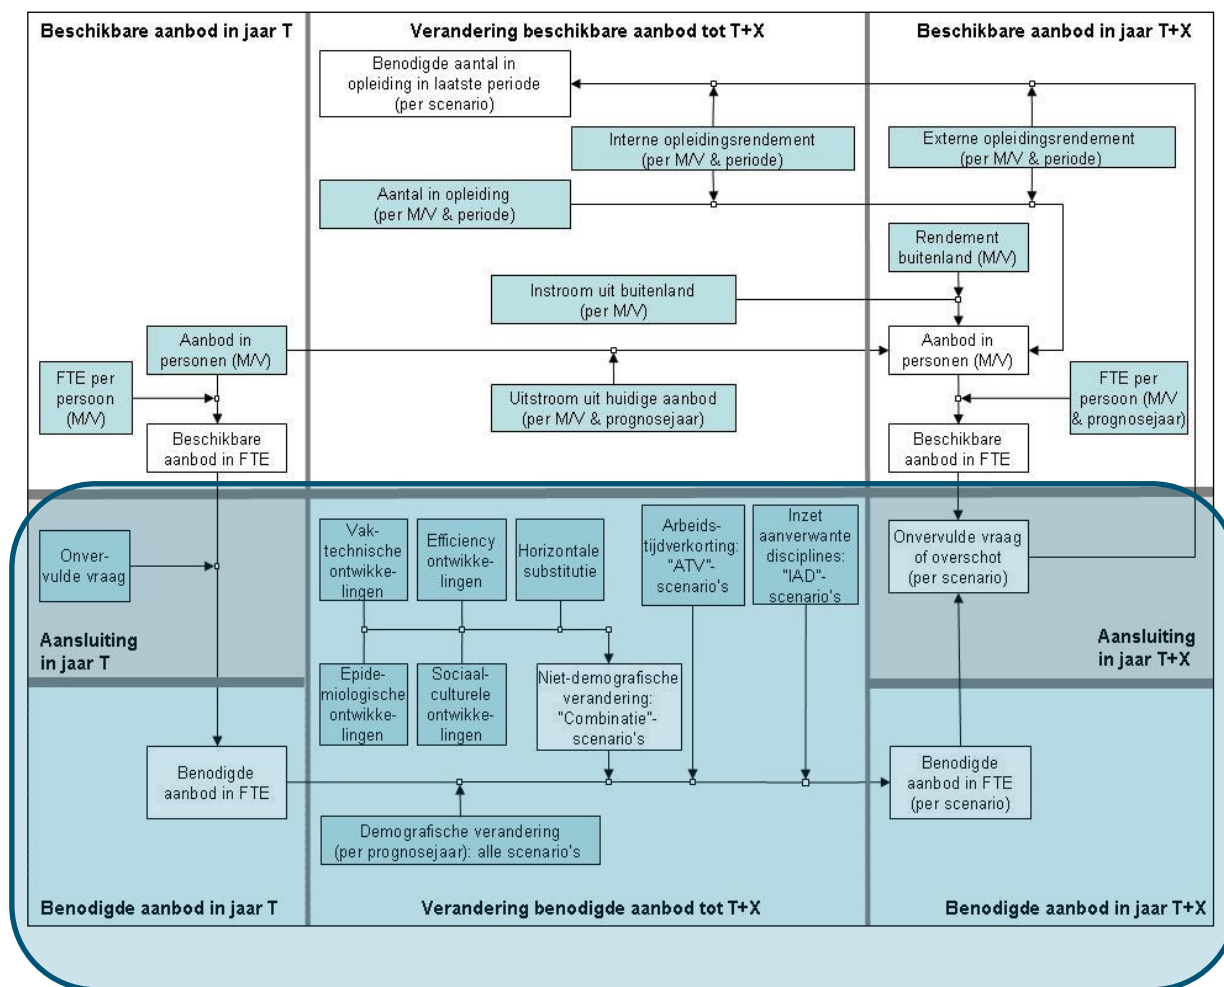 Beschikbare aanbod in jaar T
Verandering beschikbare aanbod tot T+X
Beschikbare aanbod in jaar T+X
Benodigde aantal in
opleiding in laatste periode
(per scenario)
Interne opleidingsrendement
(per M/V & periode)
Externe opleidingsrendement
(per M/V & periode)
Aantal in opleiding
(per M/V & periode)
Rendement
buitenland (M/V)
Instroom uit buitenland
(per M/V)
Aanbod in
personen (M/V)
Aanbod in
personen (M/V)
FTE per
persoon
(M/V)
Uitstroom uit huidige aanbod
(per M/V & prognosejaar)
FTE per
persoon (M/V
& prognosejaar)
Beschikbare
aanbod in FTE
Beschikbare
aanbod in FTE
Onver-
vulde vraag
Vak-
technische
ontwikke-
lingen
Efficiency
ontwikke-
lingen
Horizontale
substitutie
Arbeids-
tijdverkorting:
"ATV"-
scenario's
Inzet
aanverwante
disciplines:
"IAD"-
scenario's
Onvervulde vraag
of overschot
(per scenario)
Aansluiting
in jaar T
Aansluiting
in jaar T+X
Epide-
miologische
ontwikke-
lingen
Sociaal-
culturele
ontwikke-
lingen
Niet-demografische
verandering:
"Combinatie"-
scenario's
Benodigde
aanbod in FTE
Benodigde
aanbod in FTE
(per scenario)
Demografische verandering
(per prognosejaar): alle scenario's
Benodigde aanbod in jaar T
Verandering benodigde aanbod tot T+X
Benodigde aanbod in jaar T+X